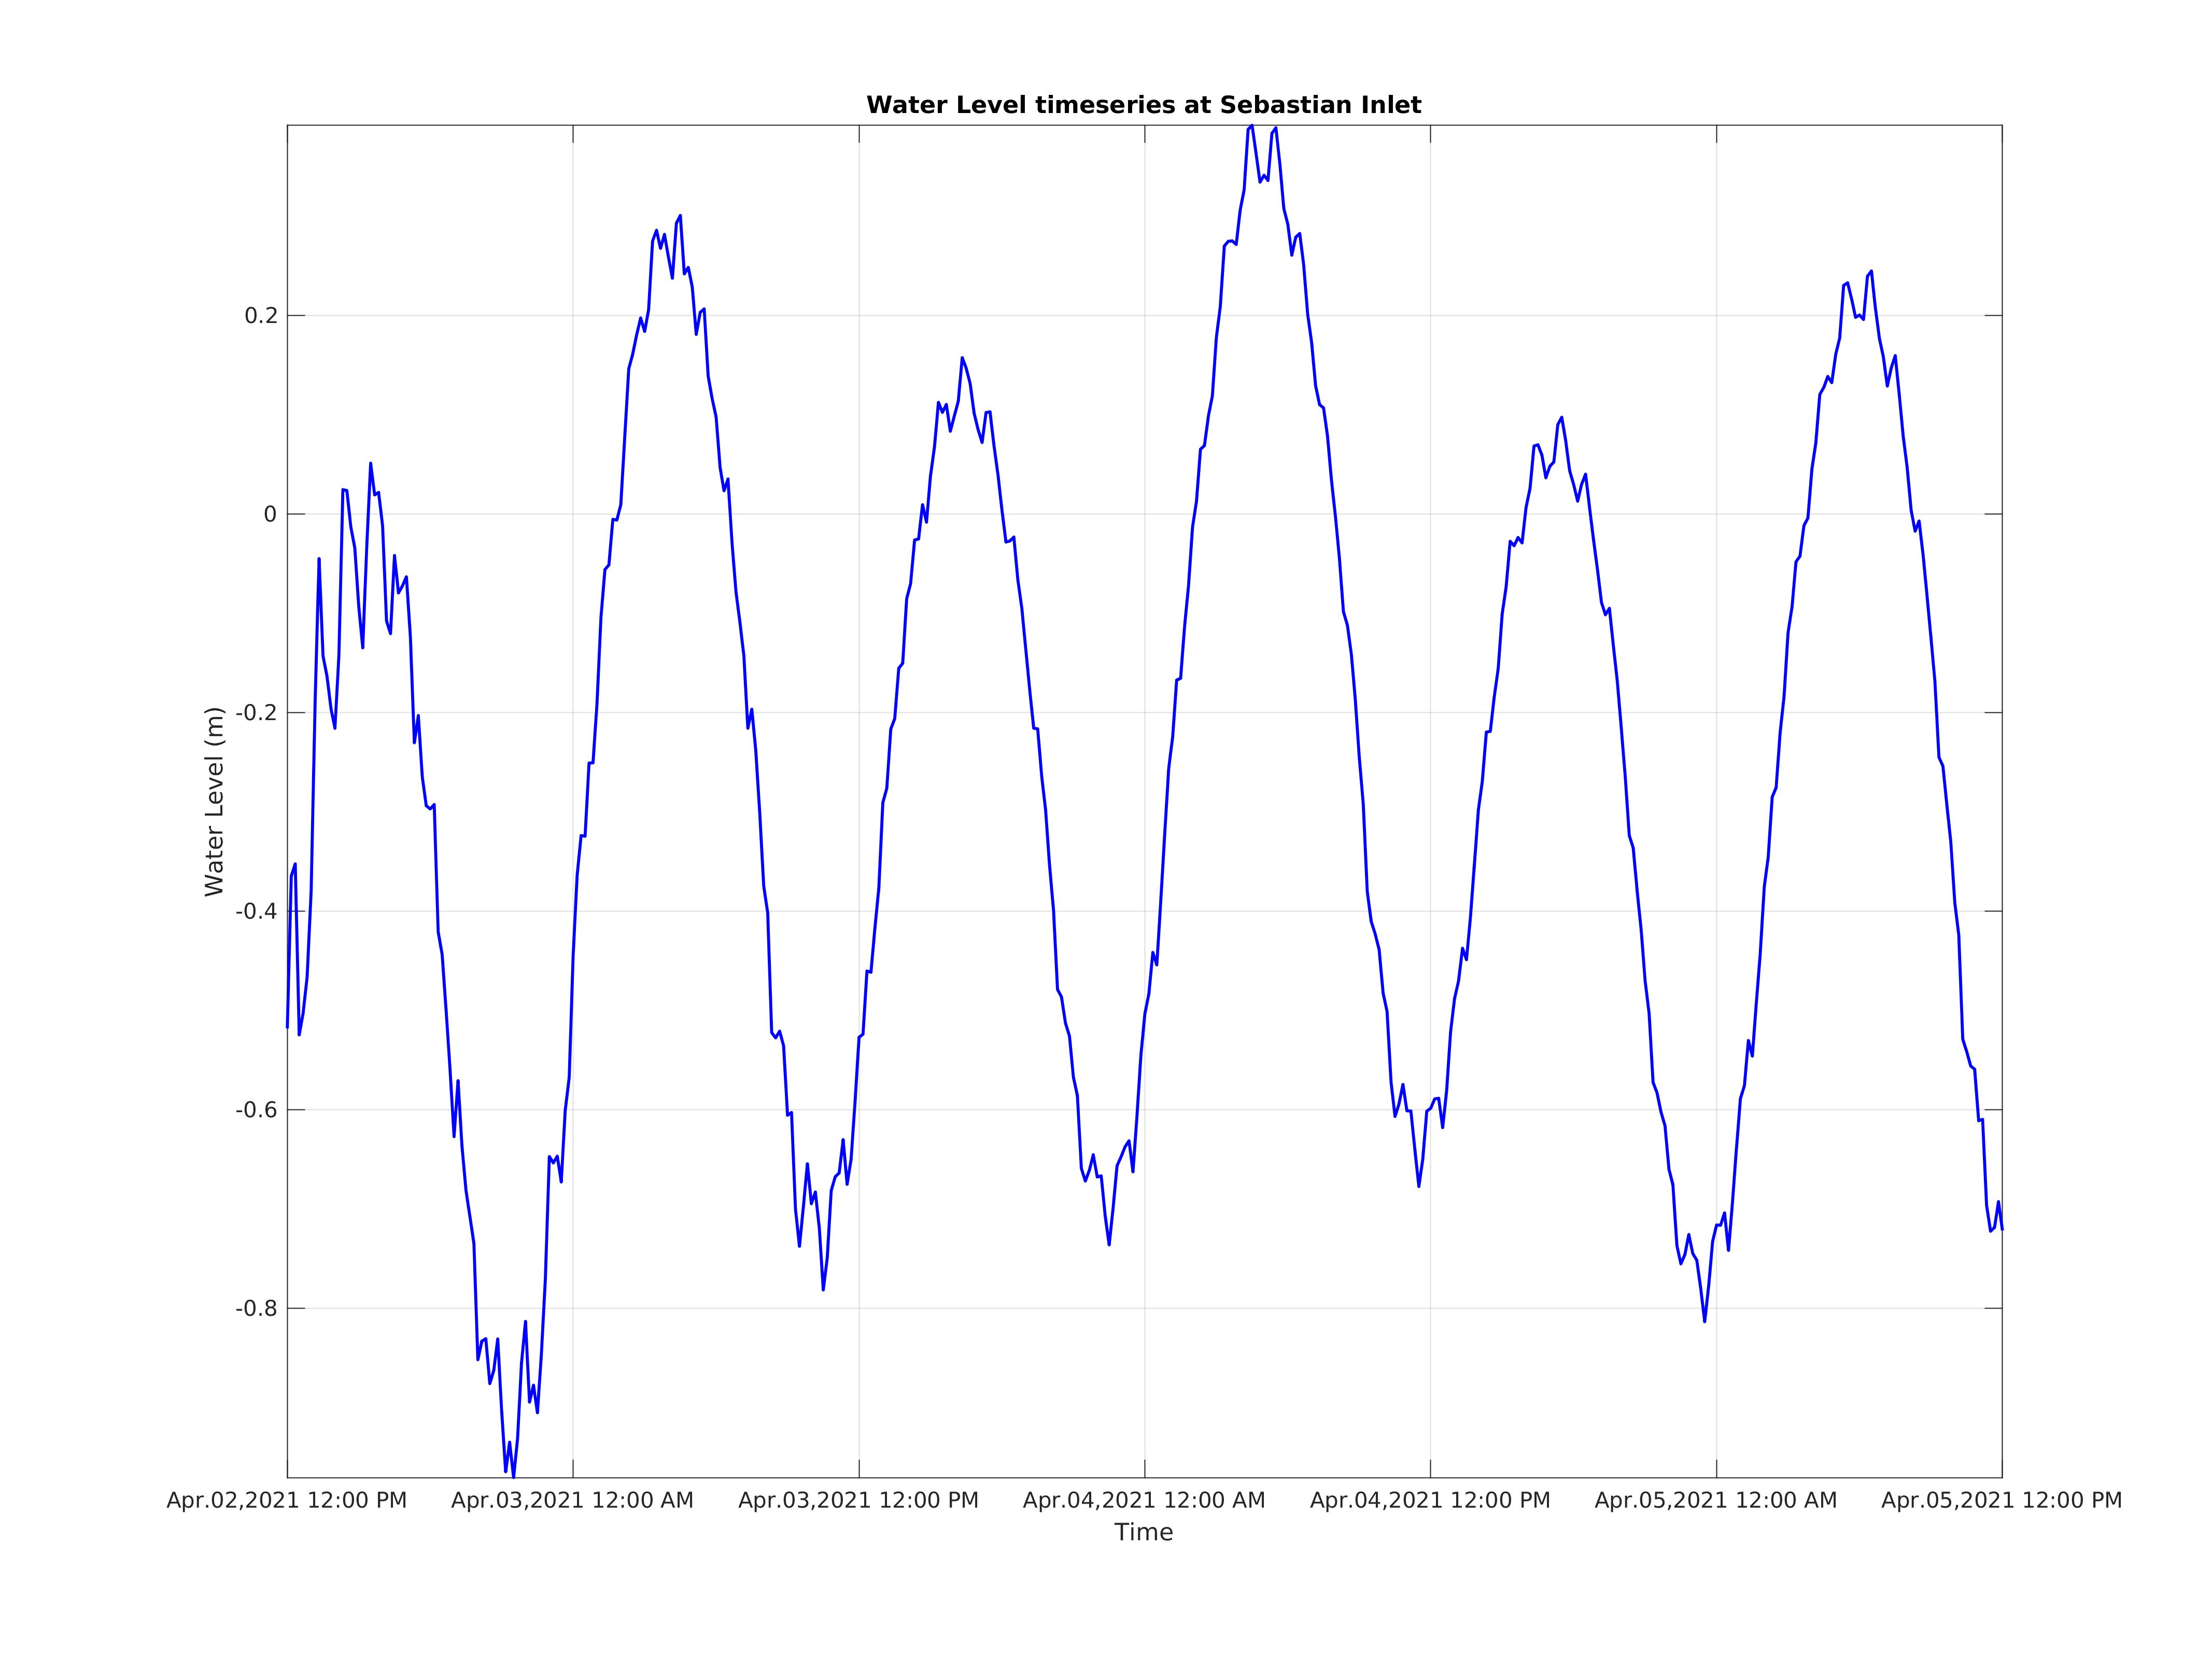 Water Level timeseries at Sebastian Inlet
Water Level (m)
0.2
0
-0.2
-0.4
-0.6
-0.8
Apr.02,2021 12:00 PM
Apr.03,2021 12:00 AM
Apr.03,2021 12:00 PM
Apr.04,2021 12:00 AM
Apr.04,2021 12:00 PM
Apr.05,2021 12:00 AM
Apr.05,2021 12:00 PM
Time